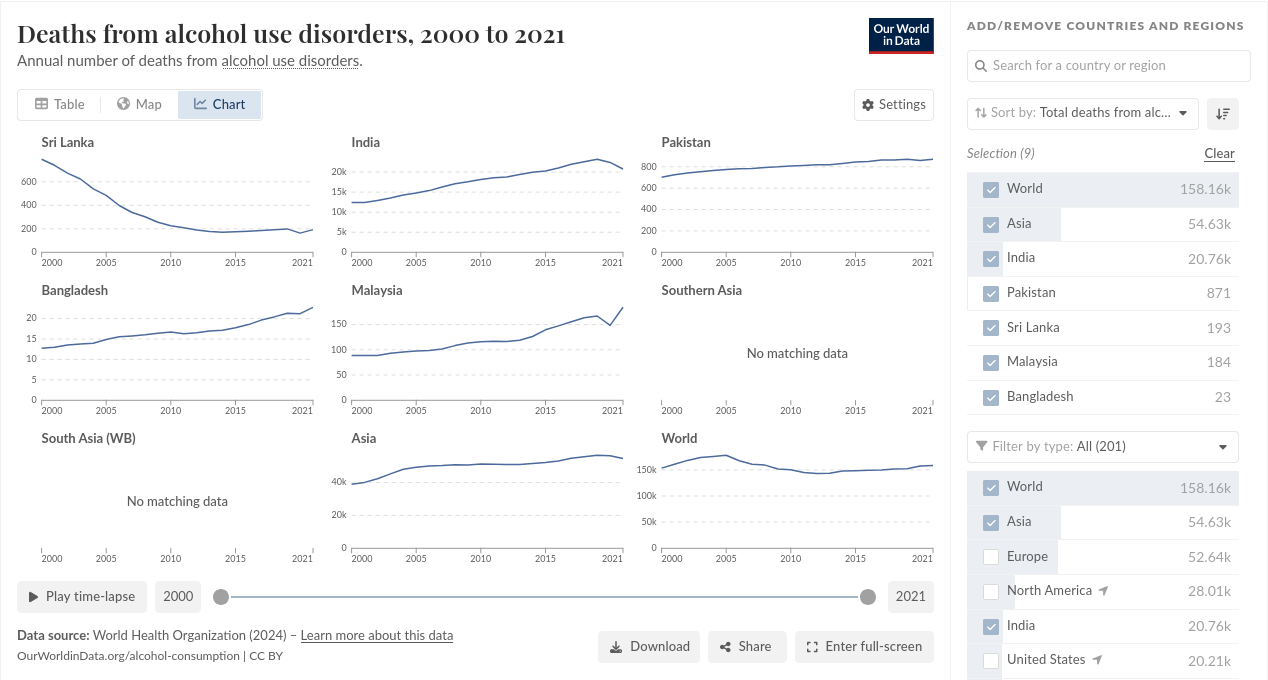 Deaths from alcohol use disorders, 2000 to 2021
Annual number of deaths from alcohol use disorders.
Our World
in Data
Table
Map
Chart
Settings
Sri Lanka
600
400
200
0
2000 2005 2010 2015 2021
India
20k
15k
10k
5k
0
2000 2005 2010 2015 2021
Pakistan
800
600
400
200
0
2000 2005 2010 2015 2021
Bangladesh
20
15
10
5
0
2000 2005 2010 2015 2021
Malaysia
150
100
50
0
2000 2005 2010 2015 2021
Southern Asia
No matching data
2000 2005 2010 2015 2021
South Asia (WB)
No matching data
2000 2005 2010 2015 2021
Asia
40k
20k
0
2000 2005 2010 2015 2021
World
150k
100k
50k
0
2000 2005 2010 2015 2021
Play time-lapse
2000
2021
Data source: World Health Organization (2024) – Learn more about this data
OurWorldinData.org/alcohol-consumption | CC BY
Download
Share
Enter full-screen
ADD/REMOVE COUNTRIES AND REGIONS
Search for a country or region
Sort by: Total deaths from alc...
Selection (9) Clear
World 158.16k
Asia 54.63k
India 20.76k
Pakistan 871
Sri Lanka 193
Malaysia 184
Bangladesh 23
Filter by type: All (201)
World 158.16k
Asia 54.63k
Europe 52.64k
North America 28.01k
India 20.76k
United States 20.21k